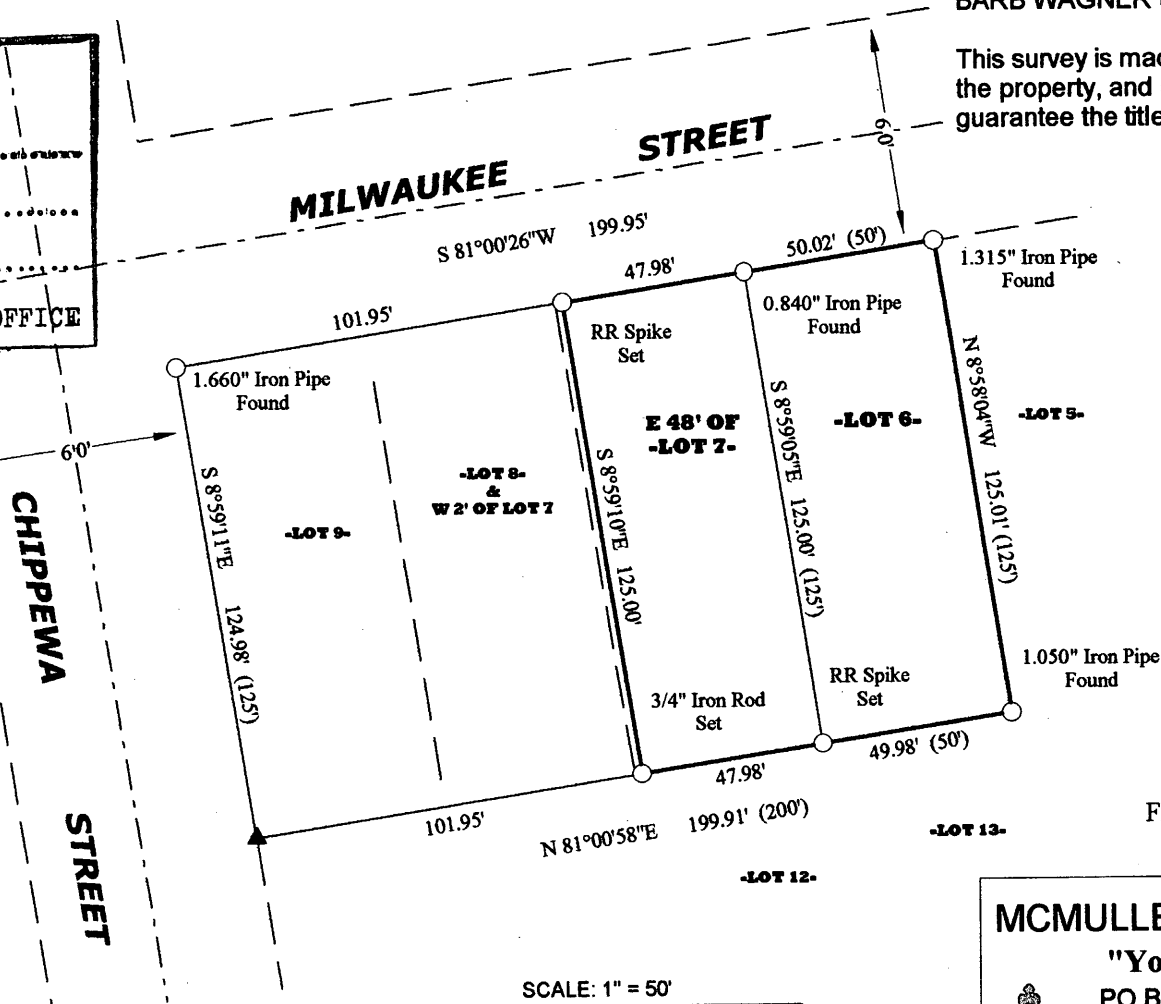 BARB WAGNER
This survey is mad
the property, and
guarantee the title
OFFICE
MILWAUKEE STREET
6'0'
S 81°00'26"W 199.95'
101.95'
47.98'
50.02' (50')
1.315" Iron Pipe
Found
0.840" Iron Pipe
Found
RR Spike
Set
1.660" Iron Pipe
Found
6'0'
CHIPPEWA STREET
S 8°59'11"E 124.98' (125')
-LOT 9-
-LOT 8-
&
W 2' OF LOT 7
S 8°59'10"E 125.00'
E 48' OF
-LOT 7-
S 8°59'05"E 125.00' (125')
-LOT 6-
N 8°58'04"W 125.01' (125')
-LOT 5-
1.050" Iron Pipe
Found
RR Spike
Set
3/4" Iron Rod
Set
101.95'
47.98'
49.98' (50')
N 81°00'58"E 199.91' (200')
-LOT 13-
-LOT 12-
F
MCMULLE
"Yo
PO B
SCALE: 1" = 50'